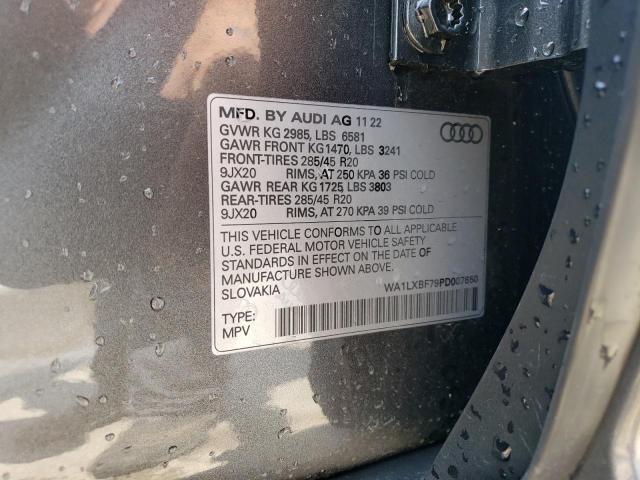 MFD. BY AUDI AG 11 22
GVWR KG 2985, LBS 6581
GAWR FRONT KG1470, LBS 3241
FRONT-TIRES 285/45 R20
9JX20 RIMS, AT 250 KPA 36 PSI COLD
GAWR REAR KG1725, LBS 3803
REAR-TIRES 285/45 R20
9JX20 RIMS, AT 270 KPA 39 PSI COLD
THIS VEHICLE CONFORMS TO ALL APPLICABLE
U.S. FEDERAL MOTOR VEHICLE SAFETY
STANDARDS IN EFFECT ON THE DATE OF
MANUFACTURE SHOWN ABOVE.
SLOVAKIA WA1LXBF79PD007650
TYPE:
MPV